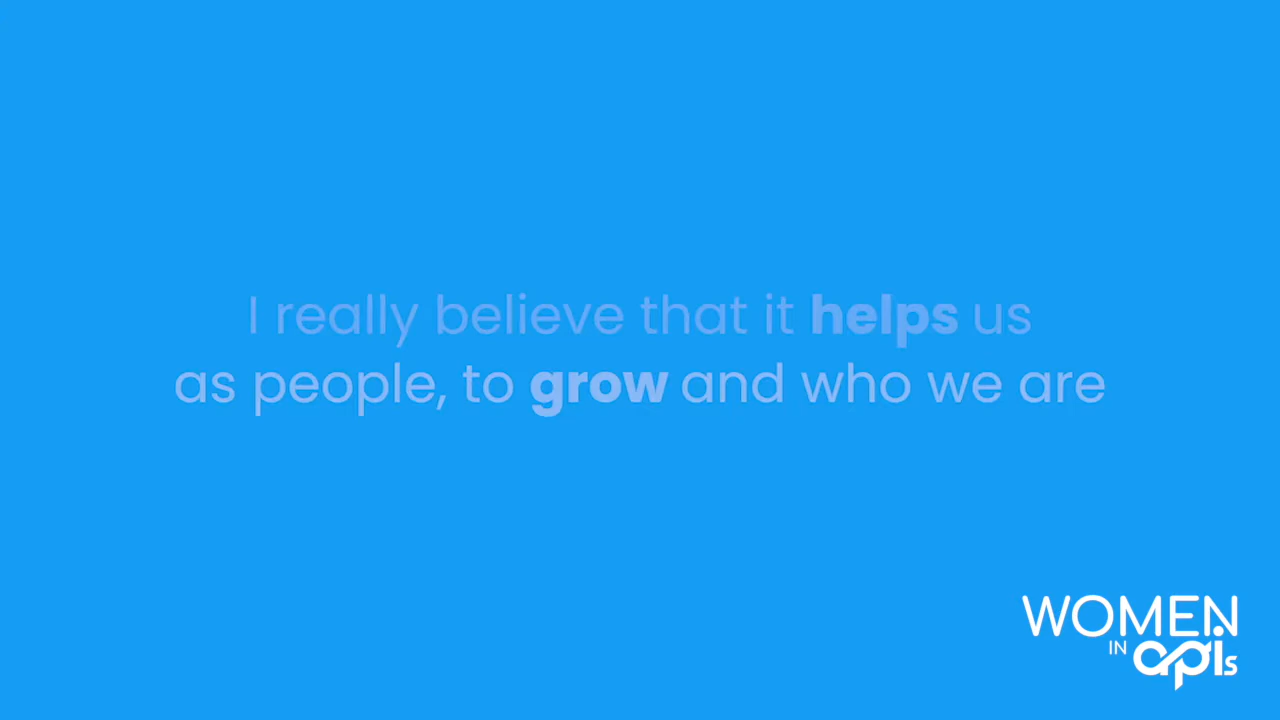 I really believe that it helps us
as people, to grow and who we are
WOMEN
IN apis